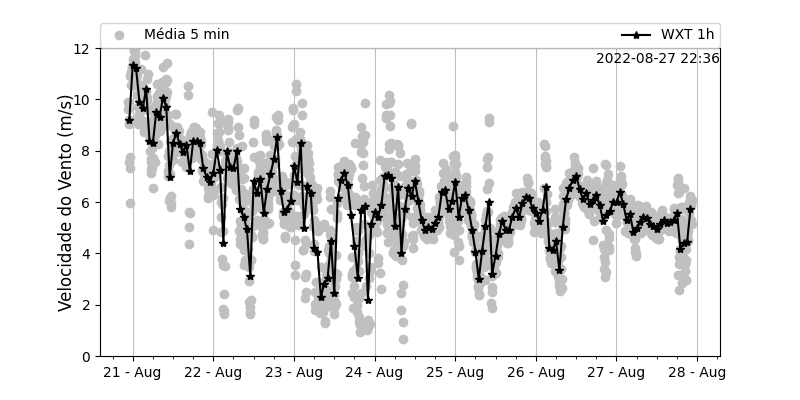 Média 5 min
WXT 1h
2022-08-27 22:36
Velocidade do Vento (m/s)
12
10
8
6
4
2
0
21 - Aug
22 - Aug
23 - Aug
24 - Aug
25 - Aug
26 - Aug
27 - Aug
28 - Aug